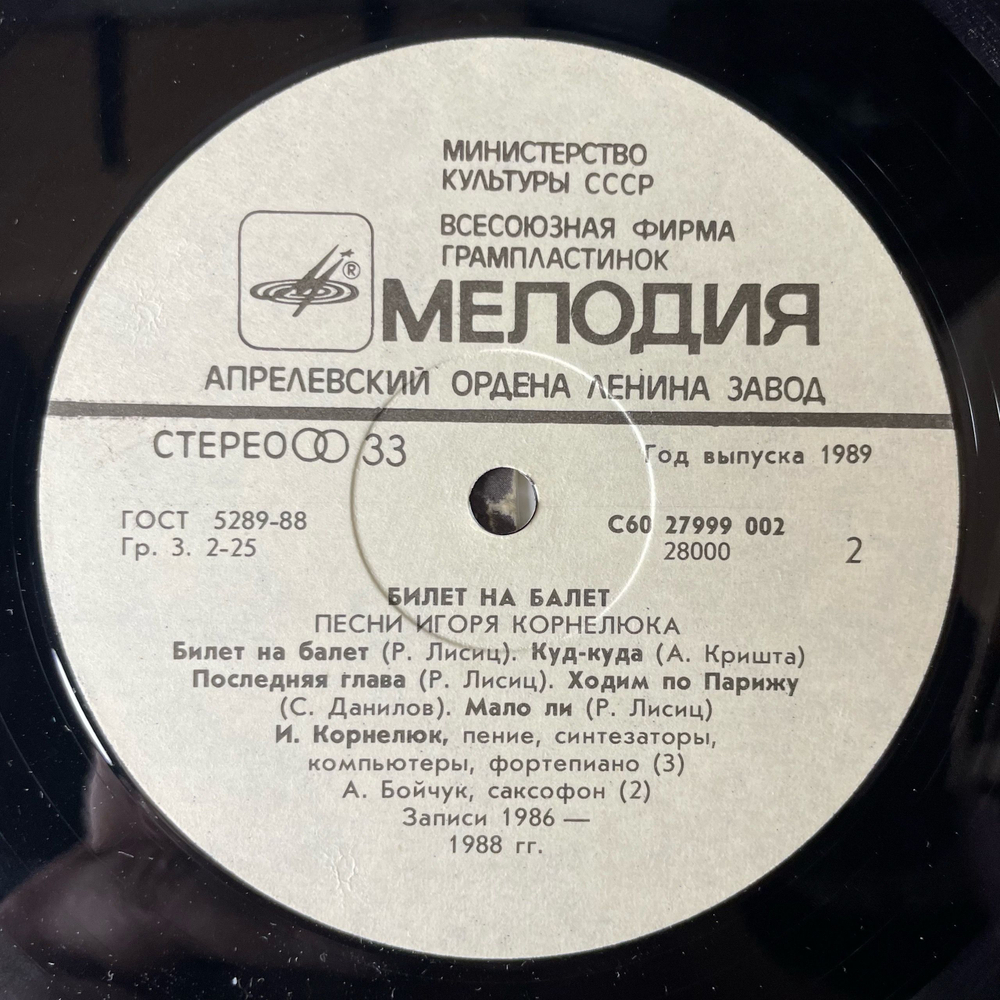 МИНИСТЕРСТВО
КУЛЬТУРЫ СССР
ВСЕСОЮЗНАЯ ФИРМА
ГРАМПЛАСТИНОК
®
МЕЛОДИЯ
АПРЕЛЕВСКИЙ ОРДЕНА ЛЕНИНА ЗАВОД
СТЕРЕО 33
Год выпуска 1989
ГОСТ 5289-88
Гр. 3. 2-25
С60 27999 002
28000
2
БИЛЕТ НА БАЛЕТ
ПЕСНИ ИГОРЯ КОРНЕЛЮКА
Билет на балет (Р. Лисиц). Куд-куда (А. Кришта)
Последняя глава (Р. Лисиц). Ходим по Парижу
(С. Данилов). Мало ли (Р. Лисиц)
И. Корнелюк, пение, синтезаторы,
компьютеры, фортепиано (3)
А. Бойчук, саксофон (2)
Записи 1986 —
1988 гг.